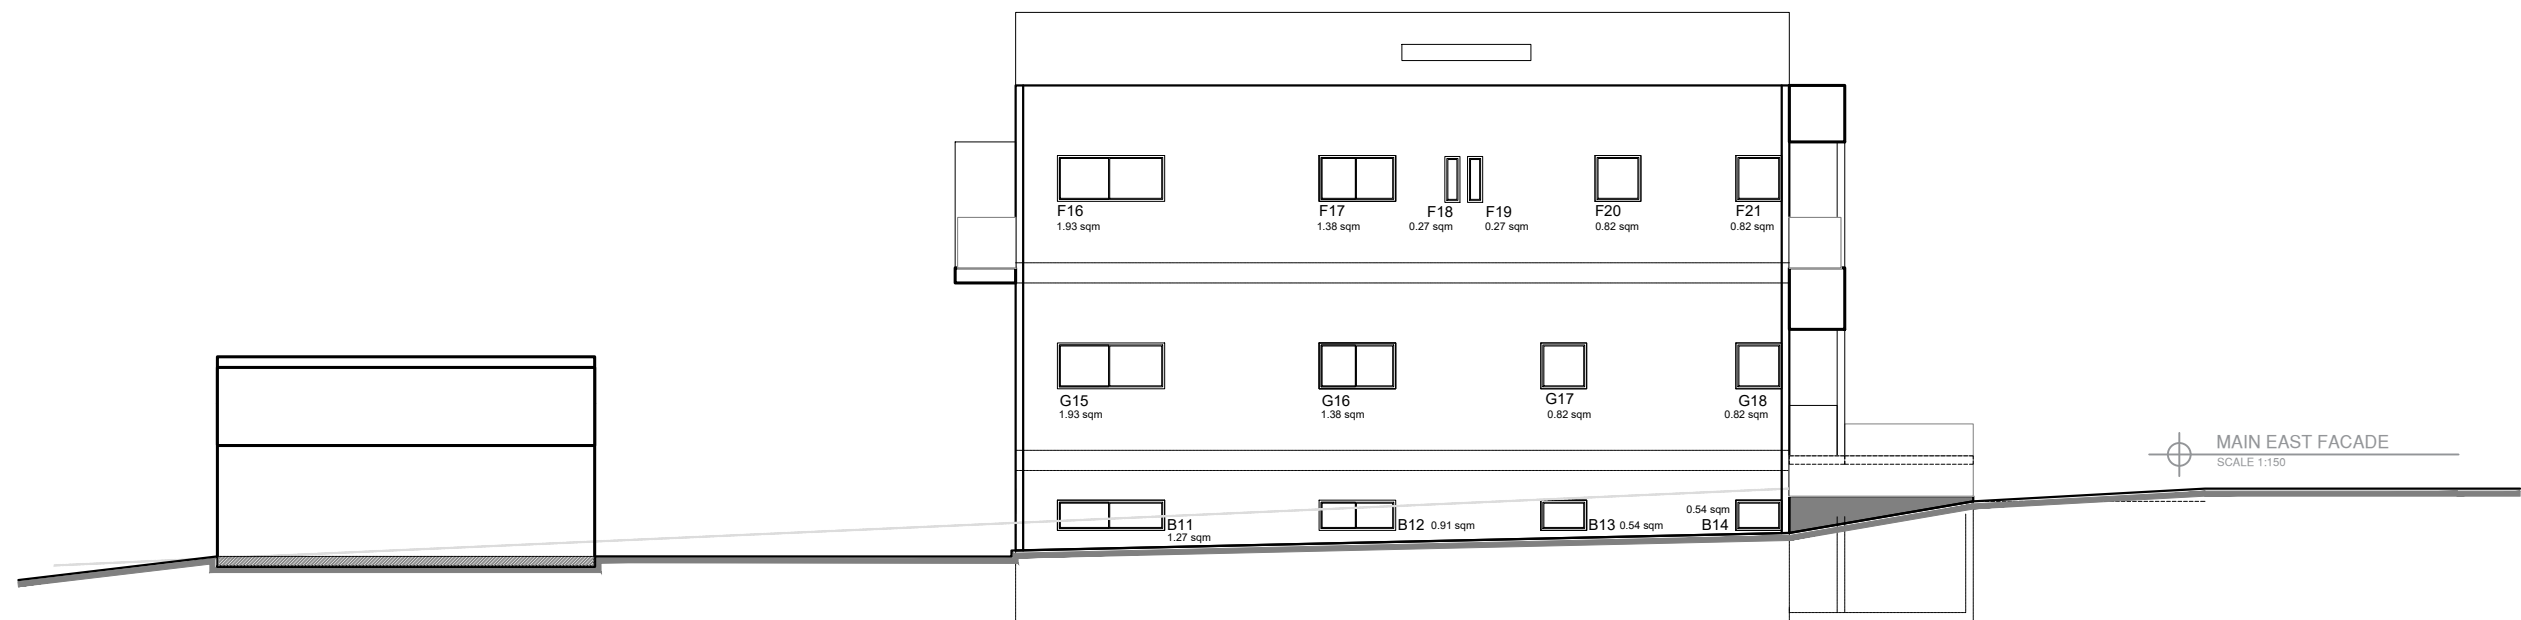 F16
1.93 sqm
F17
1.38 sqm
F18
0.27 sqm
F19
0.27 sqm
F20
0.82 sqm
F21
0.82 sqm
G15
1.93 sqm
G16
1.38 sqm
G17
0.82 sqm
G18
0.82 sqm
MAIN EAST FACADE
SCALE 1:150
B11
1.27 sqm
B12 0.91 sqm
B13 0.54 sqm
0.54 sqm
B14